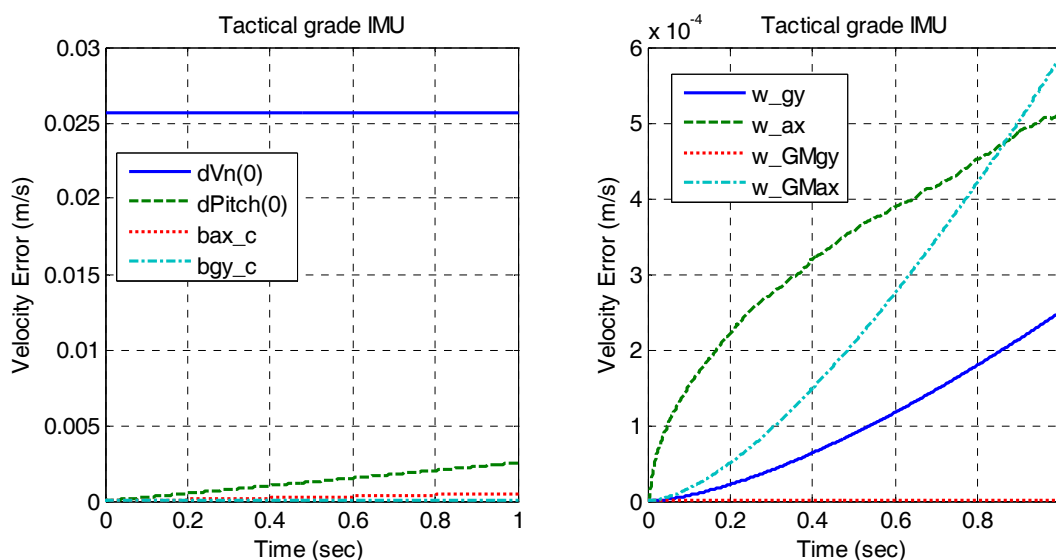 Tactical grade IMU
0.03
0.025
0.02
0.015
0.01
0.005
0
Velocity Error (m/s)
dVn(0)
dPitch(0)
bax_c
bgy_c
0 0.2 0.4 0.6 0.8 1
Time (sec)
Tactical grade IMU
x 10-4
6
5
4
3
2
1
0
Velocity Error (m/s)
w_gy
w_ax
w_GMgy
w_GMax
0 0.2 0.4 0.6 0.8
Time (sec)